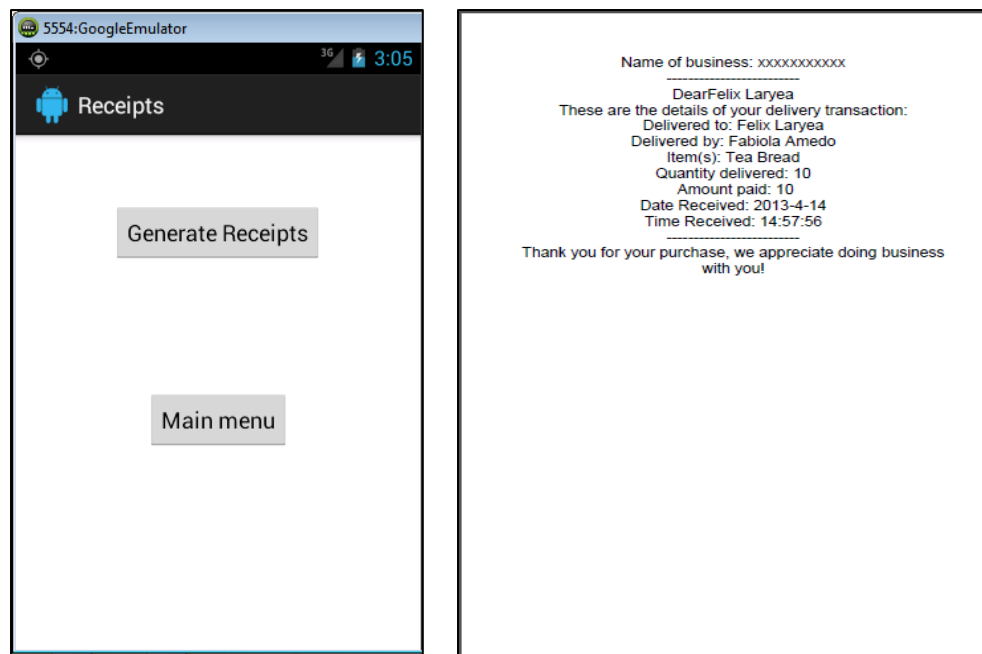 5554:GoogleEmulator
3G 3:05
Receipts
Generate Receipts
Main menu
Name of business: xxxxxxxxxxx
-------------------------
DearFelix Laryea
These are the details of your delivery transaction:
Delivered to: Felix Laryea
Delivered by: Fabiola Amedo
Item(s): Tea Bread
Quantity delivered: 10
Amount paid: 10
Date Received: 2013-4-14
Time Received: 14:57:56
-------------------------
Thank you for your purchase, we appreciate doing business
with you!